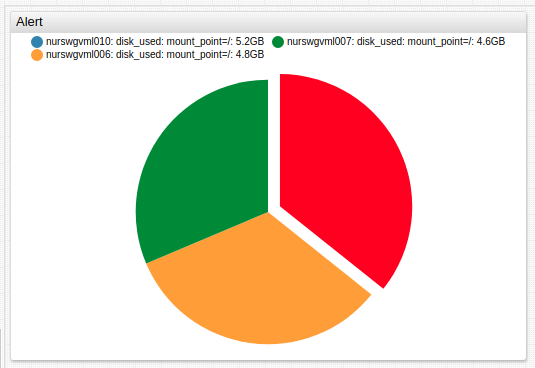 Alert
nurswgvml010: disk_used: mount_point=/: 5.2GB nurswgvml007: disk_used: mount_point=/: 4.6GB
nurswgvml006: disk_used: mount_point=/: 4.8GB